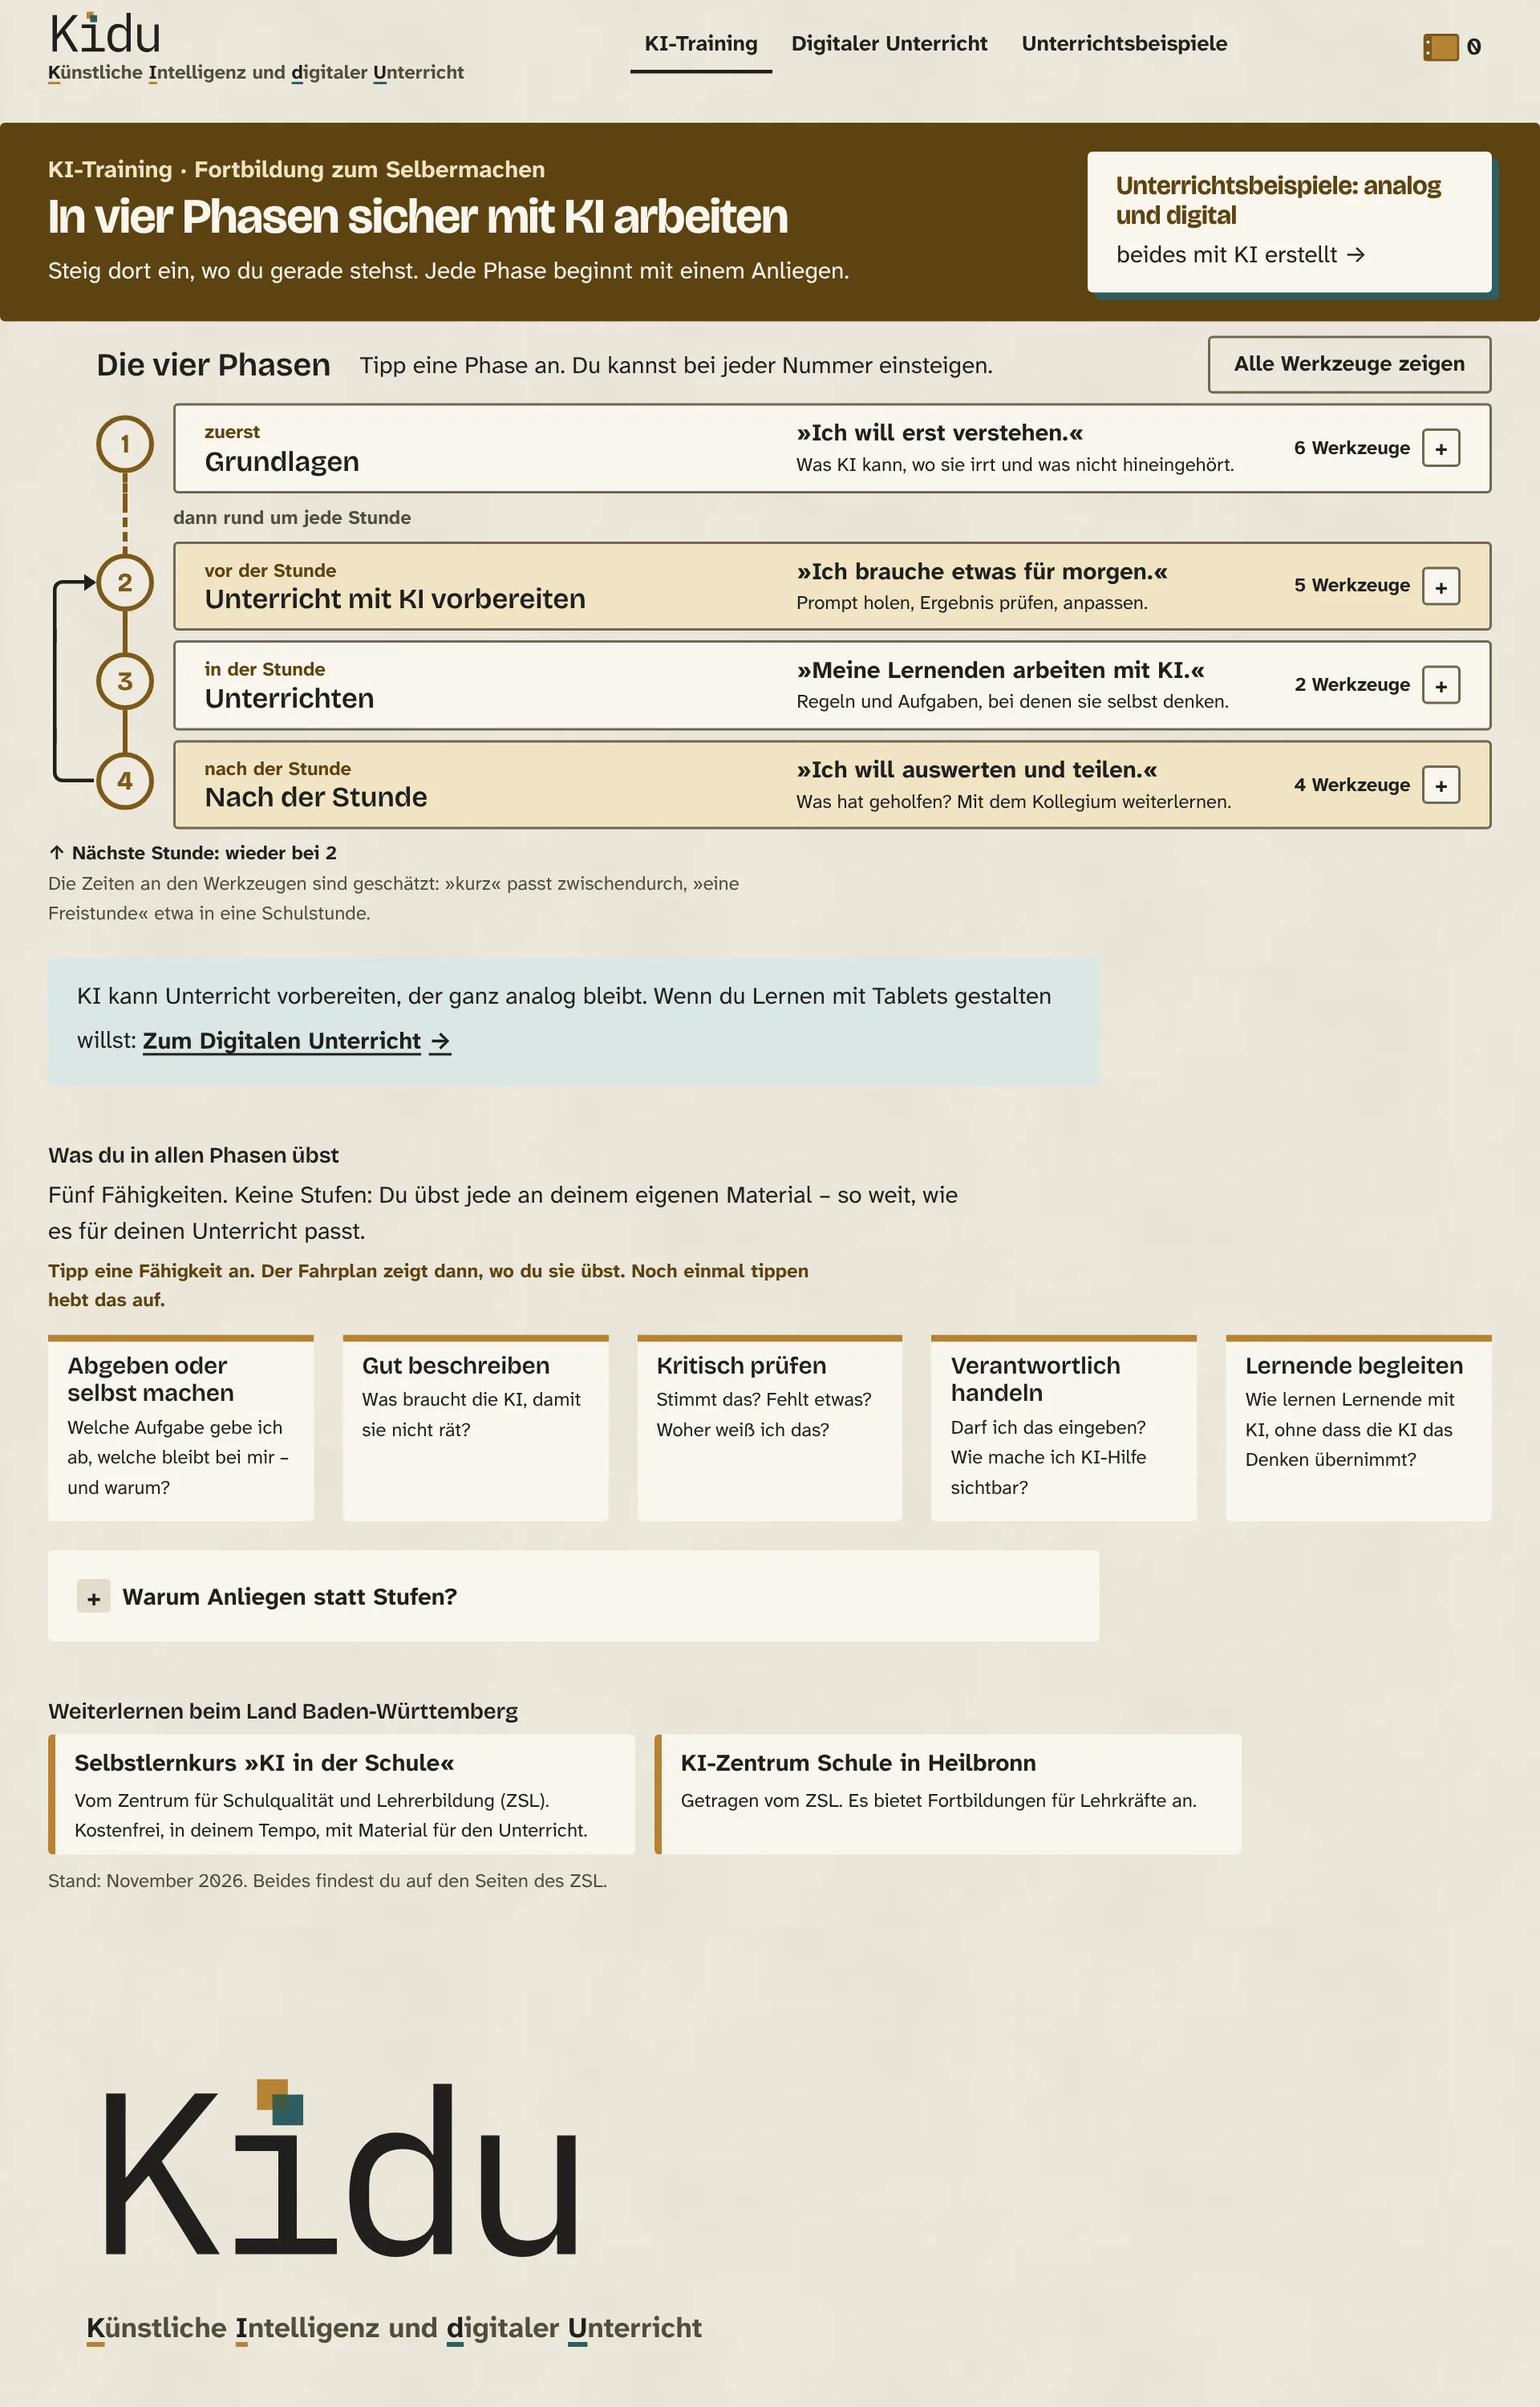 Kidu
Künstliche Intelligenz und digitaler Unterricht
KI-Training
Digitaler Unterricht
Unterrichtsbeispiele
0
KI-Training · Fortbildung zum Selbermachen
In vier Phasen sicher mit KI arbeiten
Steig dort ein, wo du gerade stehst. Jede Phase beginnt mit einem Anliegen.
Unterrichtsbeispiele: analog
und digital
beides mit KI erstellt →
Die vier Phasen
Tipp eine Phase an. Du kannst bei jeder Nummer einsteigen.
Alle Werkzeuge zeigen
1
zuerst
Grundlagen
»Ich will erst verstehen.«
Was KI kann, wo sie irrt und was nicht hineingehört.
6 Werkzeuge
+
dann rund um jede Stunde
2
vor der Stunde
Unterricht mit KI vorbereiten
»Ich brauche etwas für morgen.«
Prompt holen, Ergebnis prüfen, anpassen.
5 Werkzeuge
+
3
in der Stunde
Unterrichten
»Meine Lernenden arbeiten mit KI.«
Regeln und Aufgaben, bei denen sie selbst denken.
2 Werkzeuge
+
4
nach der Stunde
Nach der Stunde
»Ich will auswerten und teilen.«
Was hat geholfen? Mit dem Kollegium weiterlernen.
4 Werkzeuge
+
↑ Nächste Stunde: wieder bei 2
Die Zeiten an den Werkzeugen sind geschätzt: »kurz« passt zwischendurch, »eine
Freistunde« etwa in eine Schulstunde.
KI kann Unterricht vorbereiten, der ganz analog bleibt. Wenn du Lernen mit Tablets gestalten
willst: Zum Digitalen Unterricht →
Was du in allen Phasen übst
Fünf Fähigkeiten. Keine Stufen: Du übst jede an deinem eigenen Material – so weit, wie
es für deinen Unterricht passt.
Tipp eine Fähigkeit an. Der Fahrplan zeigt dann, wo du sie übst. Noch einmal tippen
hebt das auf.
Abgeben oder
selbst machen
Welche Aufgabe gebe ich
ab, welche bleibt bei mir –
und warum?
Gut beschreiben
Was braucht die KI, damit
sie nicht rät?
Kritisch prüfen
Stimmt das? Fehlt etwas?
Woher weiß ich das?
Verantwortlich
handeln
Darf ich das eingeben?
Wie mache ich KI-Hilfe
sichtbar?
Lernende begleiten
Wie lernen Lernende mit
KI, ohne dass die KI das
Denken übernimmt?
+
Warum Anliegen statt Stufen?
Weiterlernen beim Land Baden-Württemberg
Selbstlernkurs »KI in der Schule«
Vom Zentrum für Schulqualität und Lehrerbildung (ZSL).
Kostenfrei, in deinem Tempo, mit Material für den Unterricht.
KI-Zentrum Schule in Heilbronn
Getragen vom ZSL. Es bietet Fortbildungen für Lehrkräfte an.
Stand: November 2026. Beides findest du auf den Seiten des ZSL.
Kidu
Künstliche Intelligenz und digitaler Unterricht